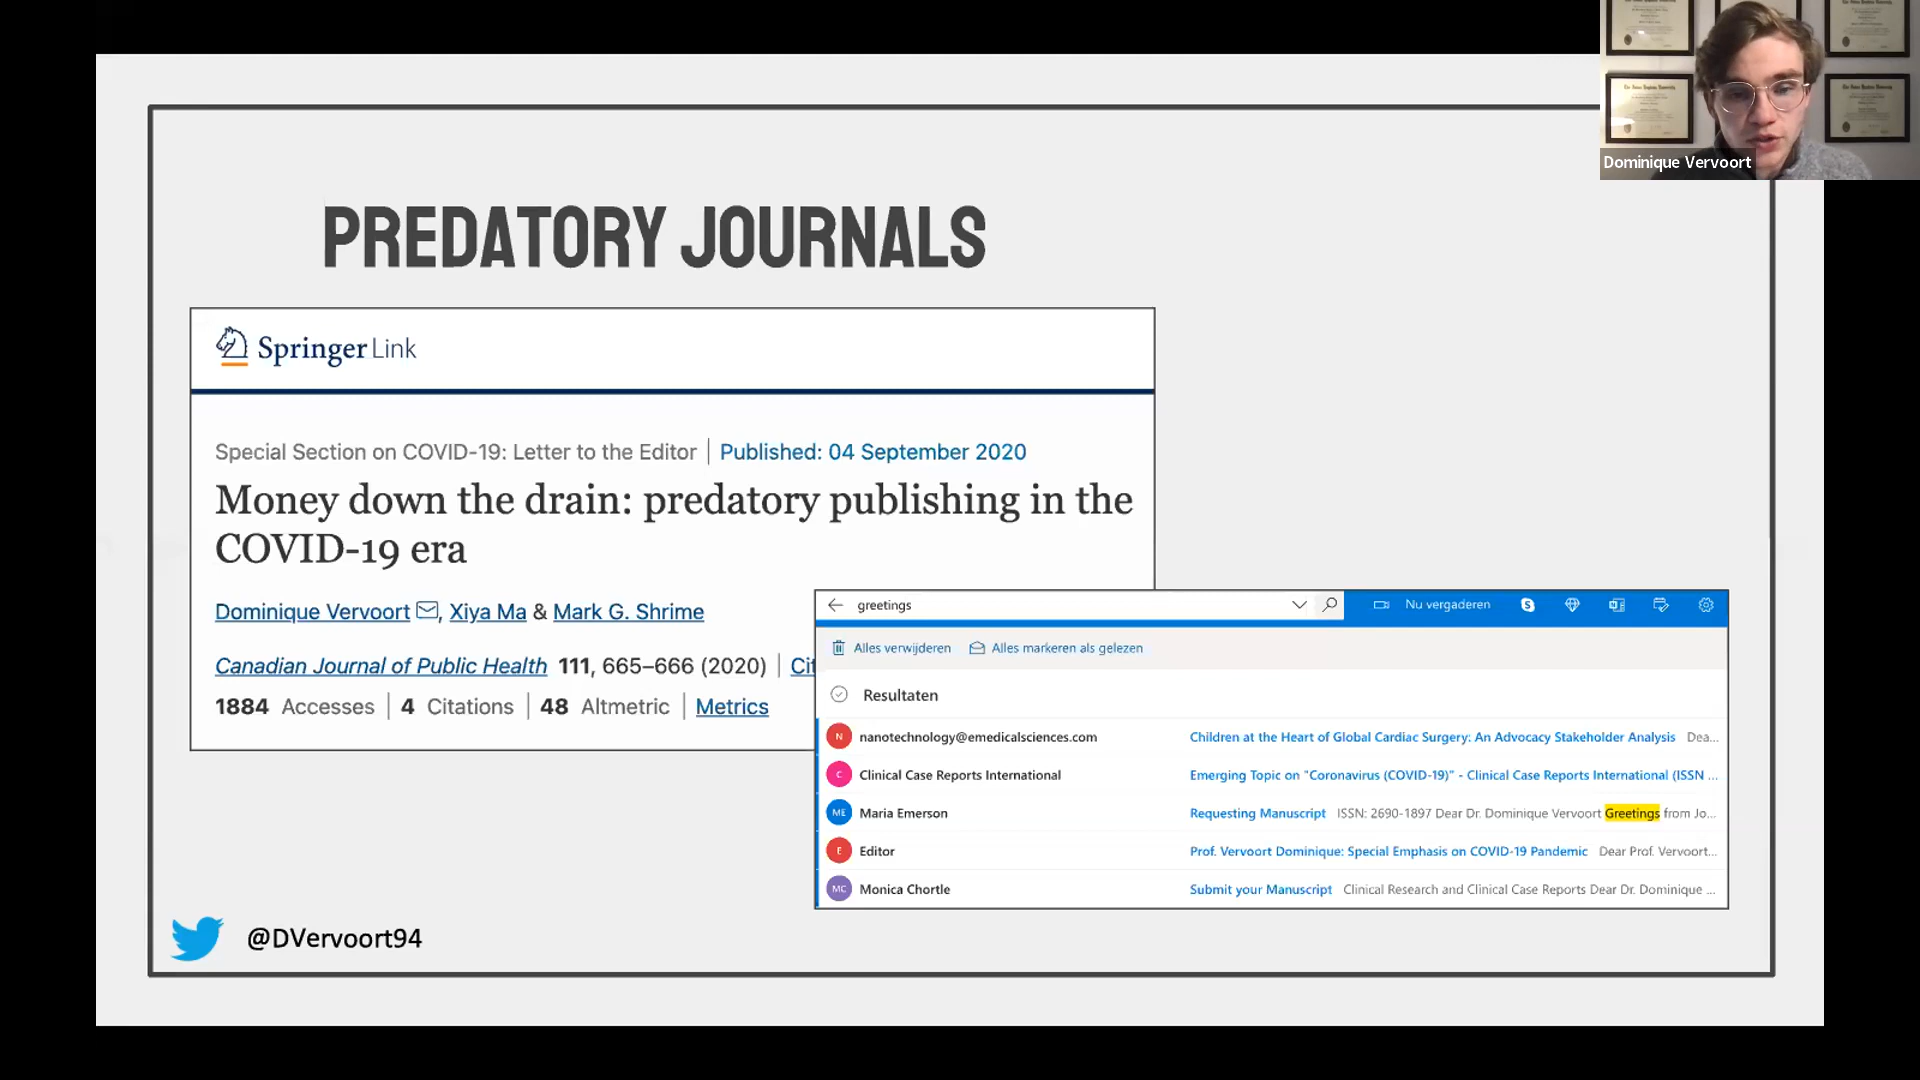 Dominique Vervoort
PREDATORY JOURNALS
Springer Link
Special Section on COVID-19: Letter to the Editor | Published: 04 September 2020
Money down the drain: predatory publishing in the
COVID-19 era
Dominique Vervoort, Xiya Ma & Mark G. Shrime
Canadian Journal of Public Health 111, 665–666 (2020) |
1884 Accesses | 4 Citations | 48 Altmetric | Metrics
greetings
Nu vergaderen
Alles verwijderen Alles markeren als gelezen
Resultaten
N nanotechnology@emedicalsciences.com Children at the Heart of Global Cardiac Surgery: An Advocacy Stakeholder Analysis Dea...
C Clinical Case Reports International Emerging Topic on "Coronavirus (COVID-19)" - Clinical Case Reports International (ISSN ...
ME Maria Emerson Requesting Manuscript ISSN: 2690-1897 Dear Dr. Dominique Vervoort Greetings from Jo...
E Editor Prof. Vervoort Dominique: Special Emphasis on COVID-19 Pandemic Dear Prof. Vervoort...
MC Monica Chortle Submit your Manuscript Clinical Research and Clinical Case Reports Dear Dr. Dominique ...
@DVervoort94